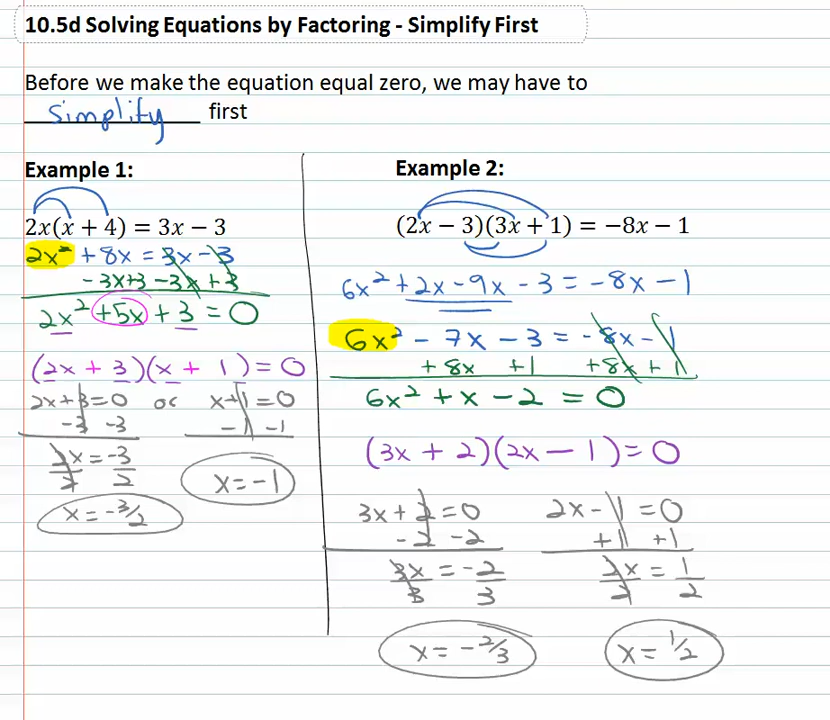 10.5d Solving Equations by Factoring - Simplify First
Before we make the equation equal zero, we may have to
simplify first
Example 1:
2x(x + 4) = 3x − 3
2x² + 8x = 3x − 3
− 3x + 3 − 3x + 3
2x² + 5x + 3 = 0
(2x + 3)(x + 1) = 0
2x + 3 = 0 or x + 1 = 0
− 3 − 3 − 1 − 1
2x = −3
2 2
x = −3/2
x = −1
Example 2:
(2x − 3)(3x + 1) = −8x − 1
6x² + 2x − 9x − 3 = −8x − 1
6x² − 7x − 3 = −8x − 1
+ 8x + 1 + 8x + 1
6x² + x − 2 = 0
(3x + 2)(2x − 1) = 0
3x + 2 = 0 2x − 1 = 0
− 2 − 2 + 1 + 1
3x = −2 2x = 1
3 3 2 2
x = −2/3 x = 1/2